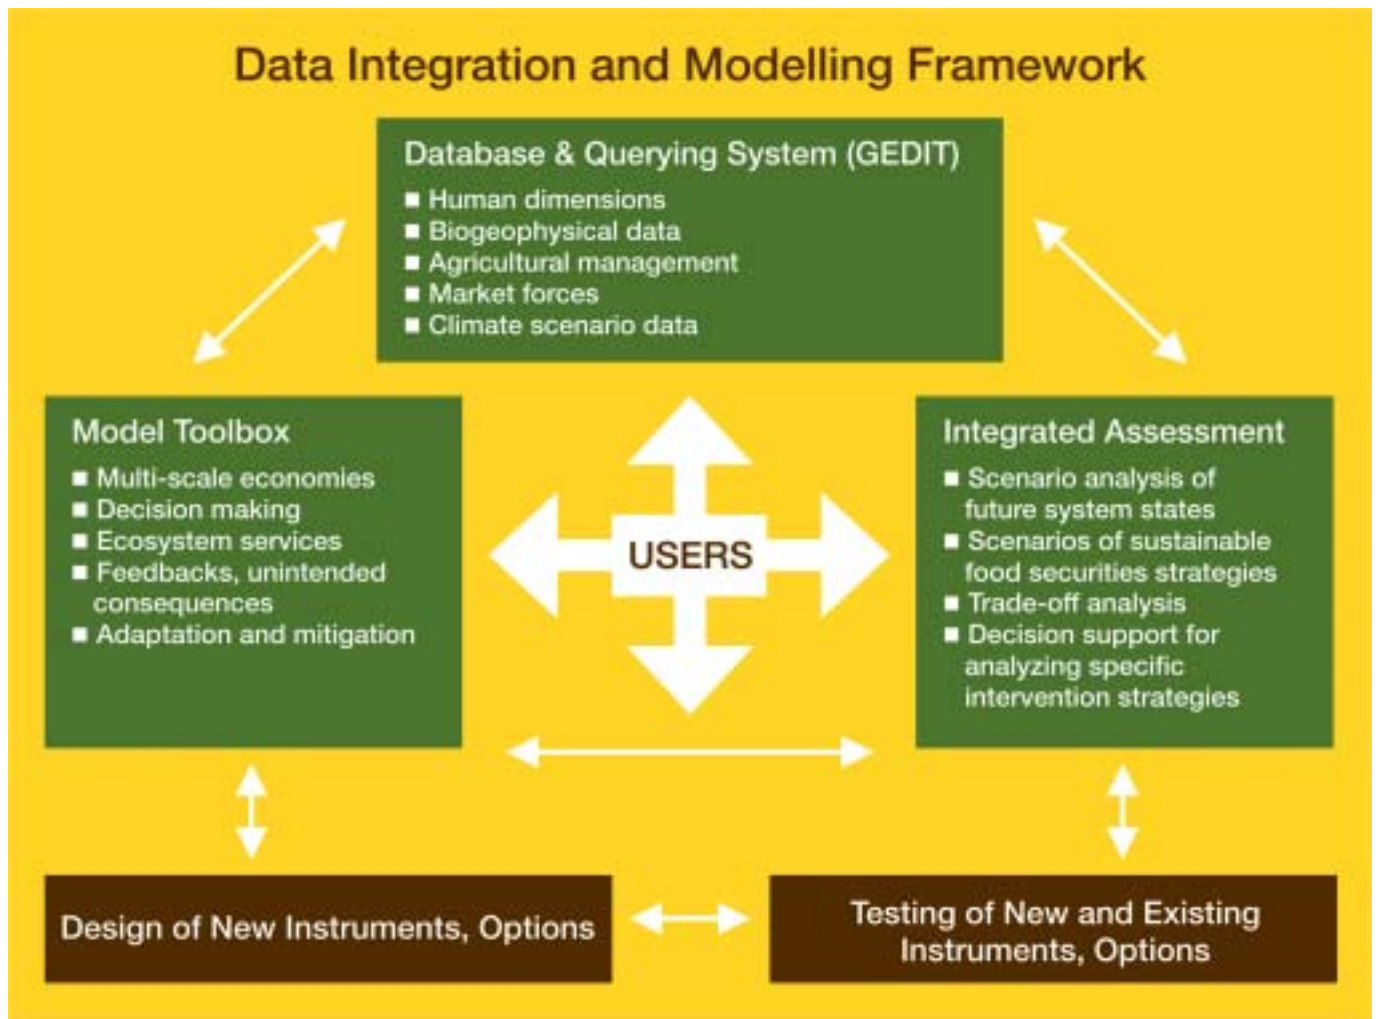 Data Integration and Modelling Framework
Database & Querying System (GEDIT)
■ Human dimensions
■ Biogeophysical data
■ Agricultural management
■ Market forces
■ Climate scenario data
Model Toolbox
■ Multi-scale economies
■ Decision making
■ Ecosystem services
■ Feedbacks, unintended
consequences
■ Adaptation and mitigation
USERS
Integrated Assessment
■ Scenario analysis of
future system states
■ Scenarios of sustainable
food securities strategies
■ Trade-off analysis
■ Decision support for
analyzing specific
intervention strategies
Design of New Instruments, Options
Testing of New and Existing
Instruments, Options